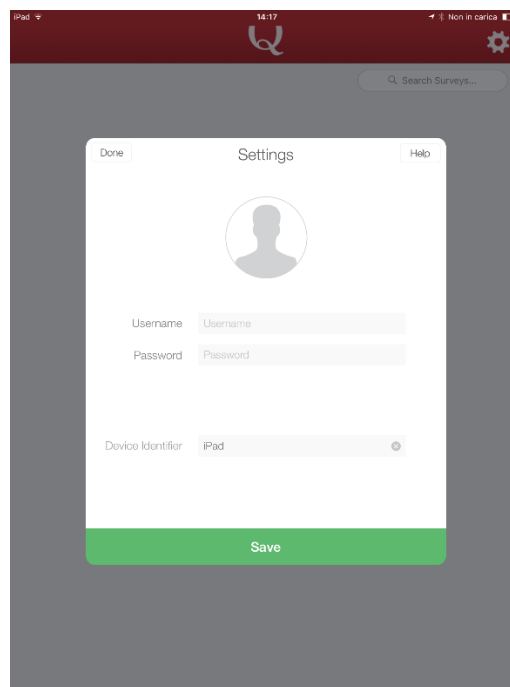 iPad 14:17 Non in carica
Q
Search Surveys...
Done Settings Help
Username Username
Password Password
Device Identifier iPad
Save